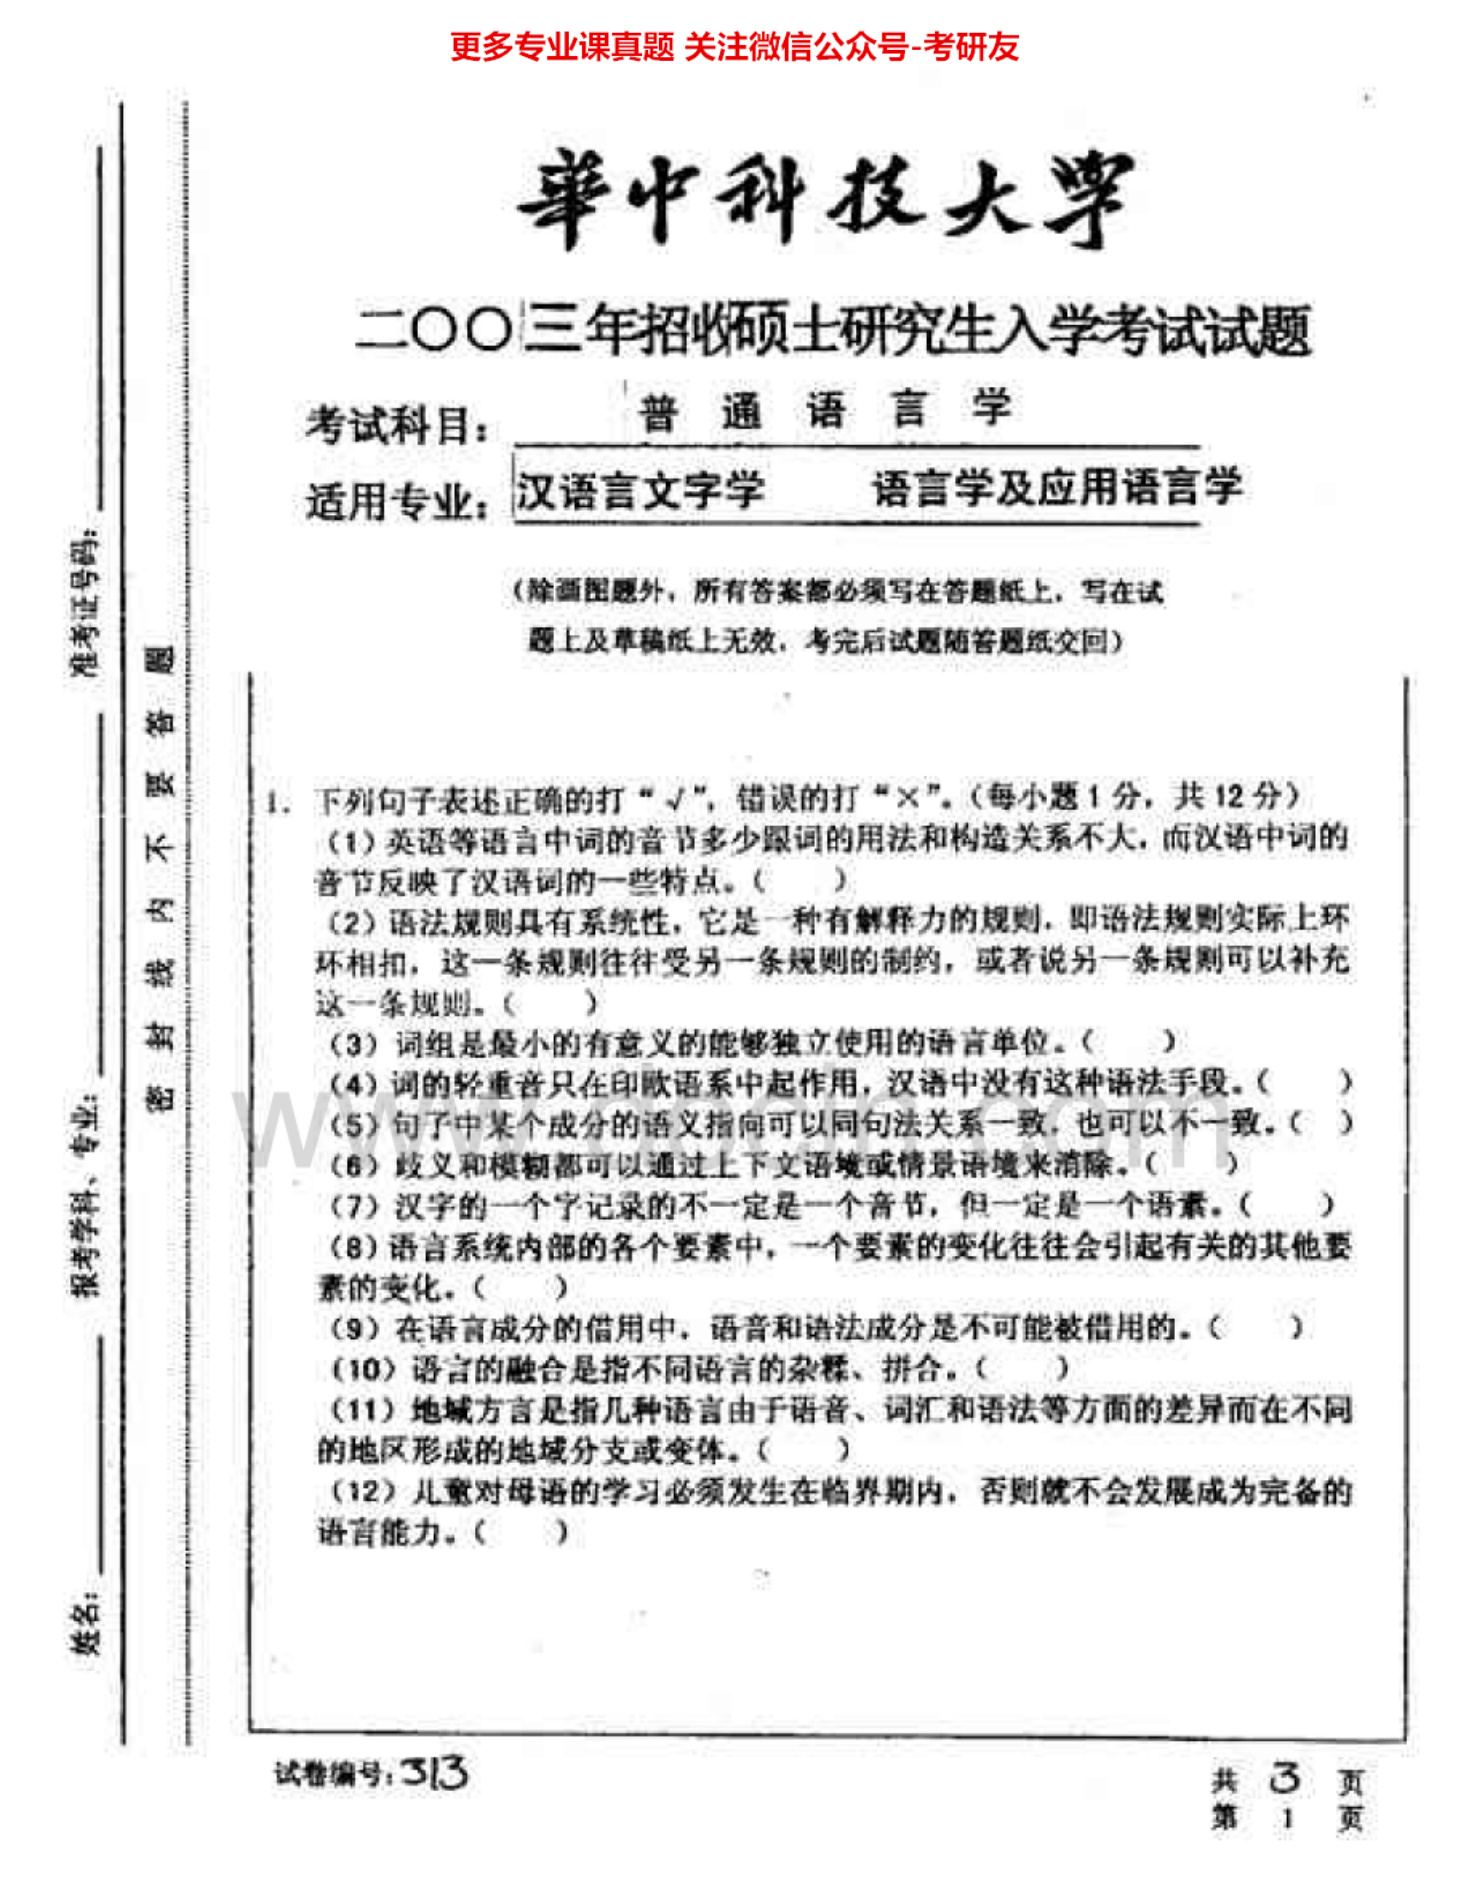 更多专业课真题 关注微信公众号-考研友
華中科技大学
二〇〇三年招收硕士研究生入学考试试题
考试科目: 普通语言学
适用专业: 汉语言文字学 语言学及应用语言学
(除画图题外，所有答案都必须写在答题纸上，写在试
题上及草稿纸上无效，考完后试题随答题纸交回)
1. 下列句子表述正确的打“√”，错误的打“×”。(每小题1分，共12分)
(1)英语等语言中词的音节多少跟词的用法和构造关系不大，而汉语中词的
音节反映了汉语词的一些特点。( )
(2)语法规则具有系统性，它是一种有解释力的规则，即语法规则实际上环
环相扣，这一条规则往往受另一条规则的制约，或者说另一条规则可以补充
这一条规则。( )
(3)词组是最小的有意义的能够独立使用的语言单位。( )
(4)词的轻重音只在印欧语系中起作用，汉语中没有这种语法手段。( )
(5)句子中某个成分的语义指向可以同句法关系一致，也可以不一致。( )
(6)歧义和模糊都可以通过上下文语境或情景语境来消除。( )
(7)汉字的一个字记录的不一定是一个音节，但一定是一个语素。( )
(8)语言系统内部的各个要素中，一个要素的变化往往会引起有关的其他要
素的变化。( )
(9)在语言成分的借用中，语音和语法成分是不可能被借用的。( )
(10)语言的融合是指不同语言的杂糅、拼合。( )
(11)地域方言是指几种语言由于语音、词汇和语法等方面的差异而在不同
的地区形成的地域分支或变体。( )
(12)儿童对母语的学习必须发生在临界期内，否则就不会发展成为完备的
语言能力。( )
试卷编号:313
共 3 页
第 1 页
准考证号码:
报考学科、专业:
姓名:
密封线内不要答题